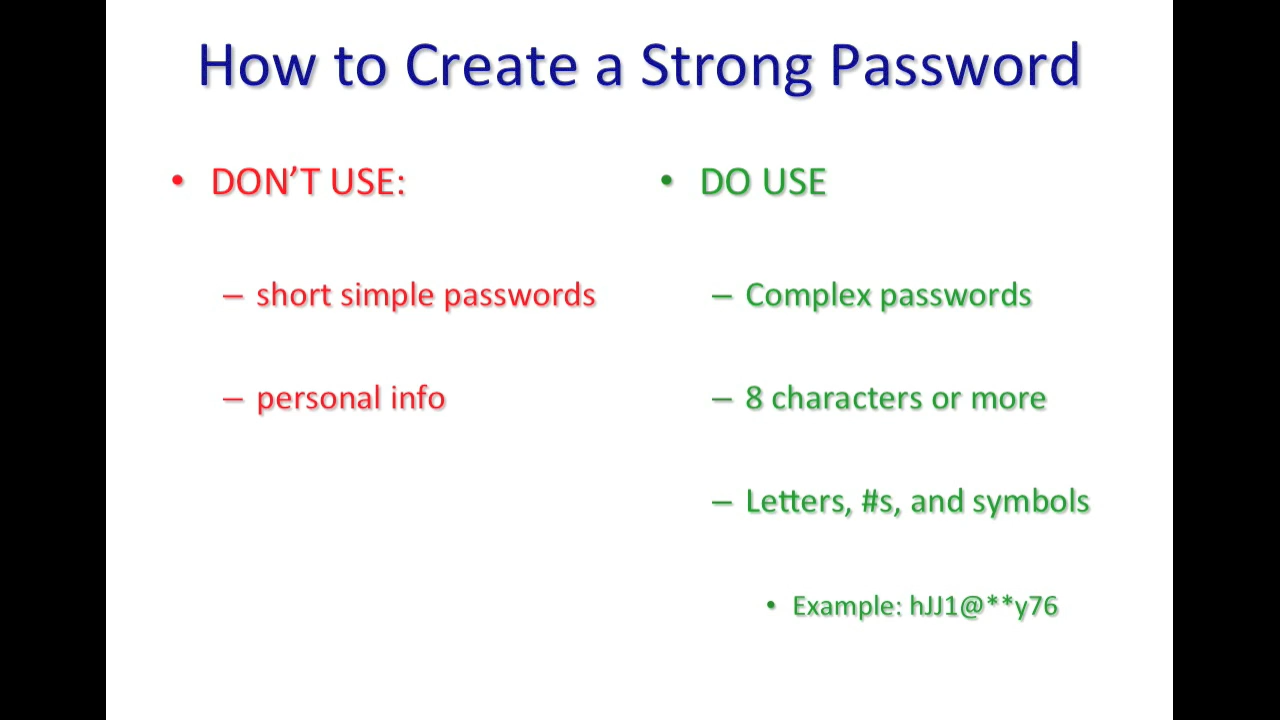 How to Create a Strong Password
• DON’T USE:
– short simple passwords
– personal info
• DO USE
– Complex passwords
– 8 characters or more
– Letters, #s, and symbols
• Example: hJJ1@**y76